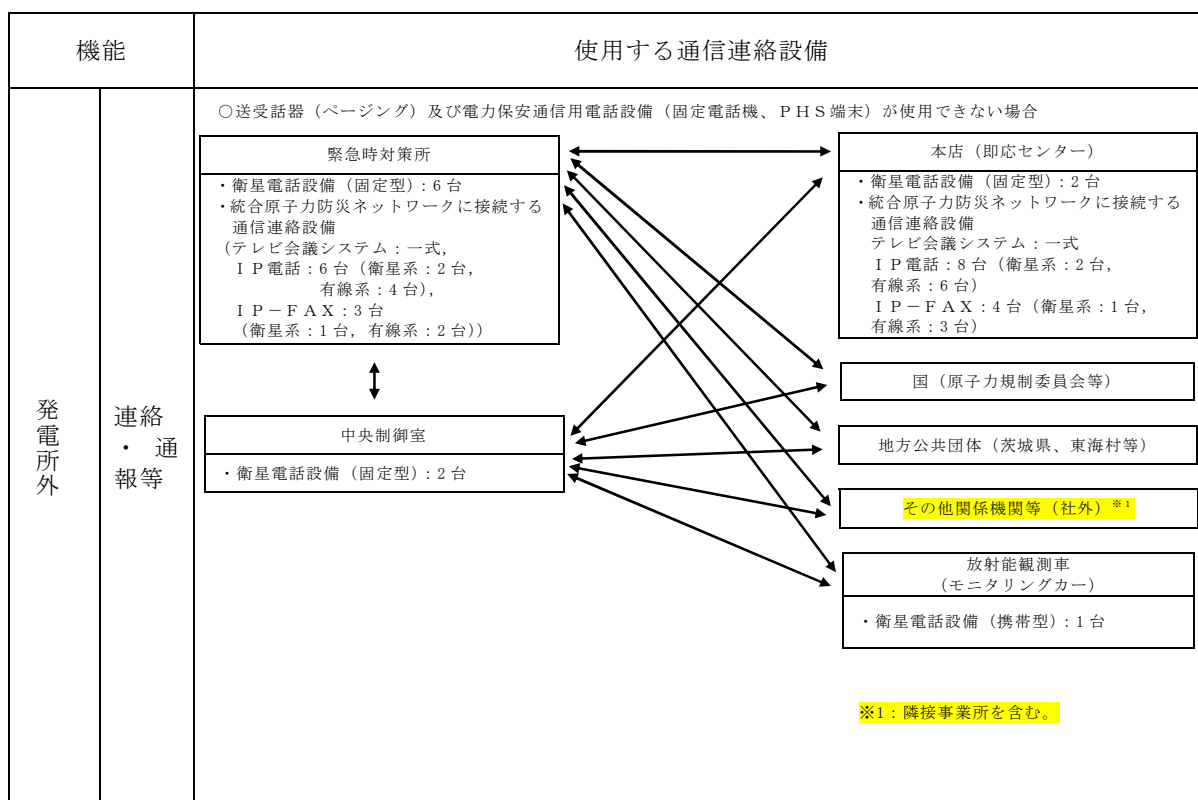 機能
使用する通信連絡設備
発電所外
連絡
・ 通
報等
○送受話器（ページング）及び電力保安通信用電話設備（固定電話機、ＰＨＳ端末）が使用できない場合
緊急時対策所
・衛星電話設備（固定型）：6台
・統合原子力防災ネットワークに接続する
通信連絡設備
（テレビ会議システム：一式，
ＩＰ電話：6台（衛星系：2台，
有線系：4台），
ＩＰ－ＦＡＸ：3台
（衛星系：1台，有線系：2台））
中央制御室
・衛星電話設備（固定型）：2台
本店（即応センター）
・衛星電話設備（固定型）：2台
・統合原子力防災ネットワークに接続する
通信連絡設備
テレビ会議システム：一式
ＩＰ電話：8台（衛星系：2台，
有線系：6台）
ＩＰ－ＦＡＸ：4台（衛星系：1台，
有線系：3台）
国（原子力規制委員会等）
地方公共団体（茨城県、東海村等）
その他関係機関等（社外）※1
放射能観測車
（モニタリングカー）
・衛星電話設備（携帯型）：1台
※1：隣接事業所を含む。